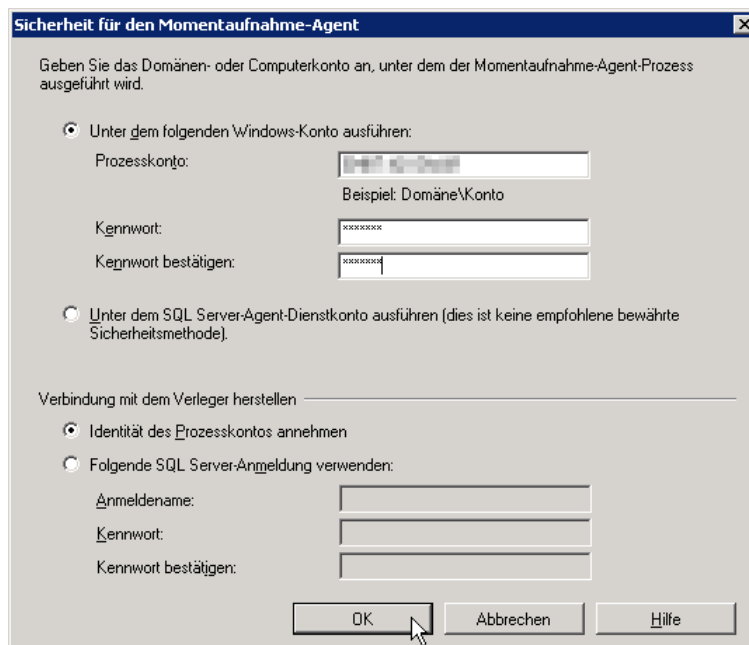 Sicherheit für den Momentaufnahme-Agent
Geben Sie das Domänen- oder Computerkonto an, unter dem der Momentaufnahme-Agent-Prozess
ausgeführt wird.
Unter dem folgenden Windows-Konto ausführen:
Prozesskonto:
Beispiel: Domäne\Konto
Kennwort: *******
Kennwort bestätigen: *******
Unter dem SQL Server-Agent-Dienstkonto ausführen (dies ist keine empfohlene bewährte
Sicherheitsmethode).
Verbindung mit dem Verleger herstellen
Identität des Prozesskontos annehmen
Folgende SQL Server-Anmeldung verwenden:
Anmeldename:
Kennwort:
Kennwort bestätigen:
OK Abbrechen Hilfe